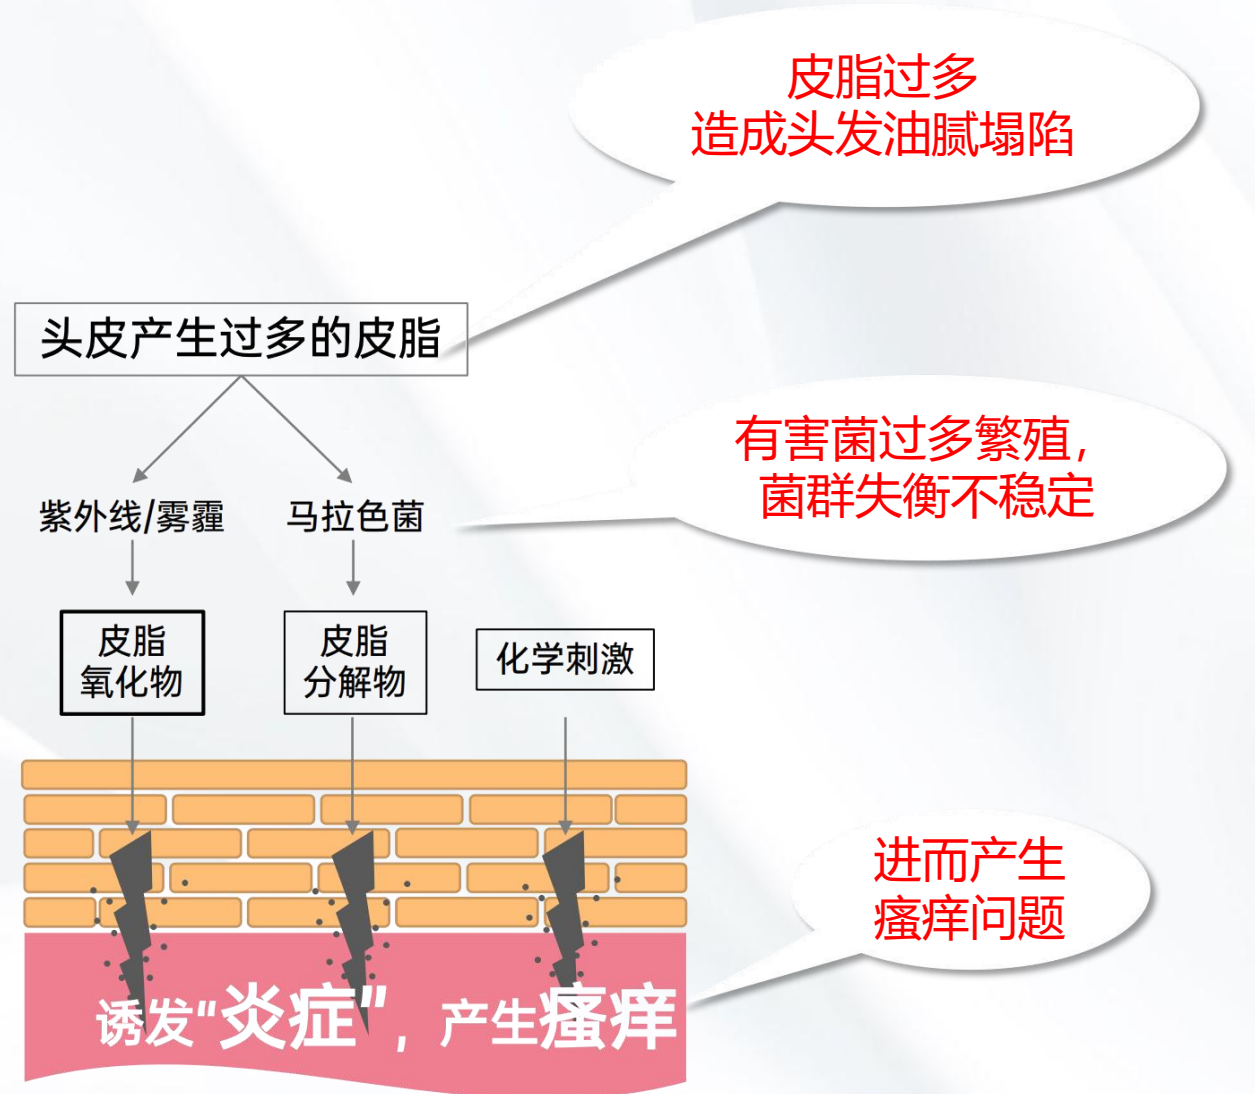 皮脂过多
造成头发油腻塌陷
头皮产生过多的皮脂
有害菌过多繁殖，
菌群失衡不稳定
紫外线/雾霾
马拉色菌
皮脂
氧化物
皮脂
分解物
化学刺激
进而产生
瘙痒问题
诱发"炎症"，产生瘙痒